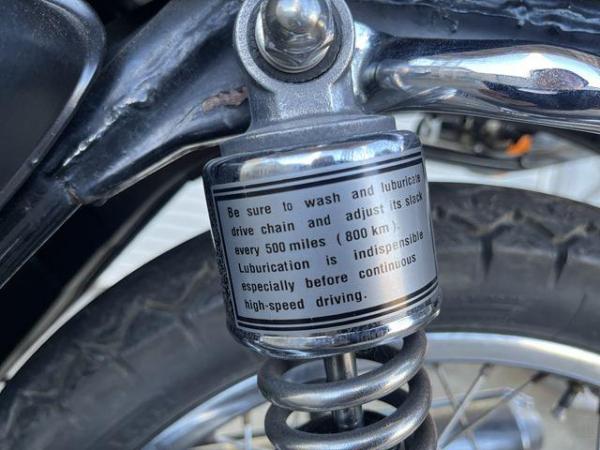 Be sure to wash and luburicate
drive chain and adjust its slack
every 500 miles (800 km).
Luburication is indispensible
especially before continuous
high-speed driving.